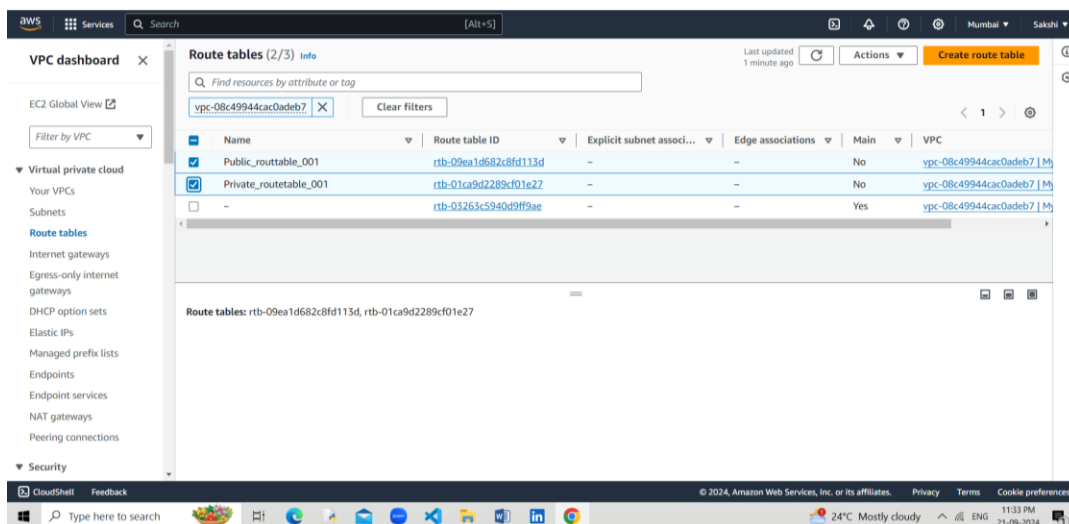 aws Services Search [Alt+S] Mumbai Sakshi
VPC dashboard
EC2 Global View
Filter by VPC
Virtual private cloud
Your VPCs
Subnets
Route tables
Internet gateways
Egress-only internet
gateways
DHCP option sets
Elastic IPs
Managed prefix lists
Endpoints
Endpoint services
NAT gateways
Peering connections
Security
Route tables (2/3) Info
Last updated
1 minute ago
Actions
Create route table
Find resources by attribute or tag
vpc-08c49944cac0adeb7 Clear filters
1
Name Route table ID Explicit subnet associ... Edge associations Main VPC
Public_routtable_001 rtb-09ea1d682c8fd113d – – No vpc-08c49944cac0adeb7 | My
Private_routetable_001 rtb-01ca9d2289cf01e27 – – No vpc-08c49944cac0adeb7 | My
– rtb-03263c5940d9ff9ae – – Yes vpc-08c49944cac0adeb7 | My
Route tables: rtb-09ea1d682c8fd113d, rtb-01ca9d2289cf01e27
CloudShell Feedback © 2024, Amazon Web Services, Inc. or its affiliates. Privacy Terms Cookie preferences
Type here to search 24°C Mostly cloudy ENG 11:33 PM
21-09-2024